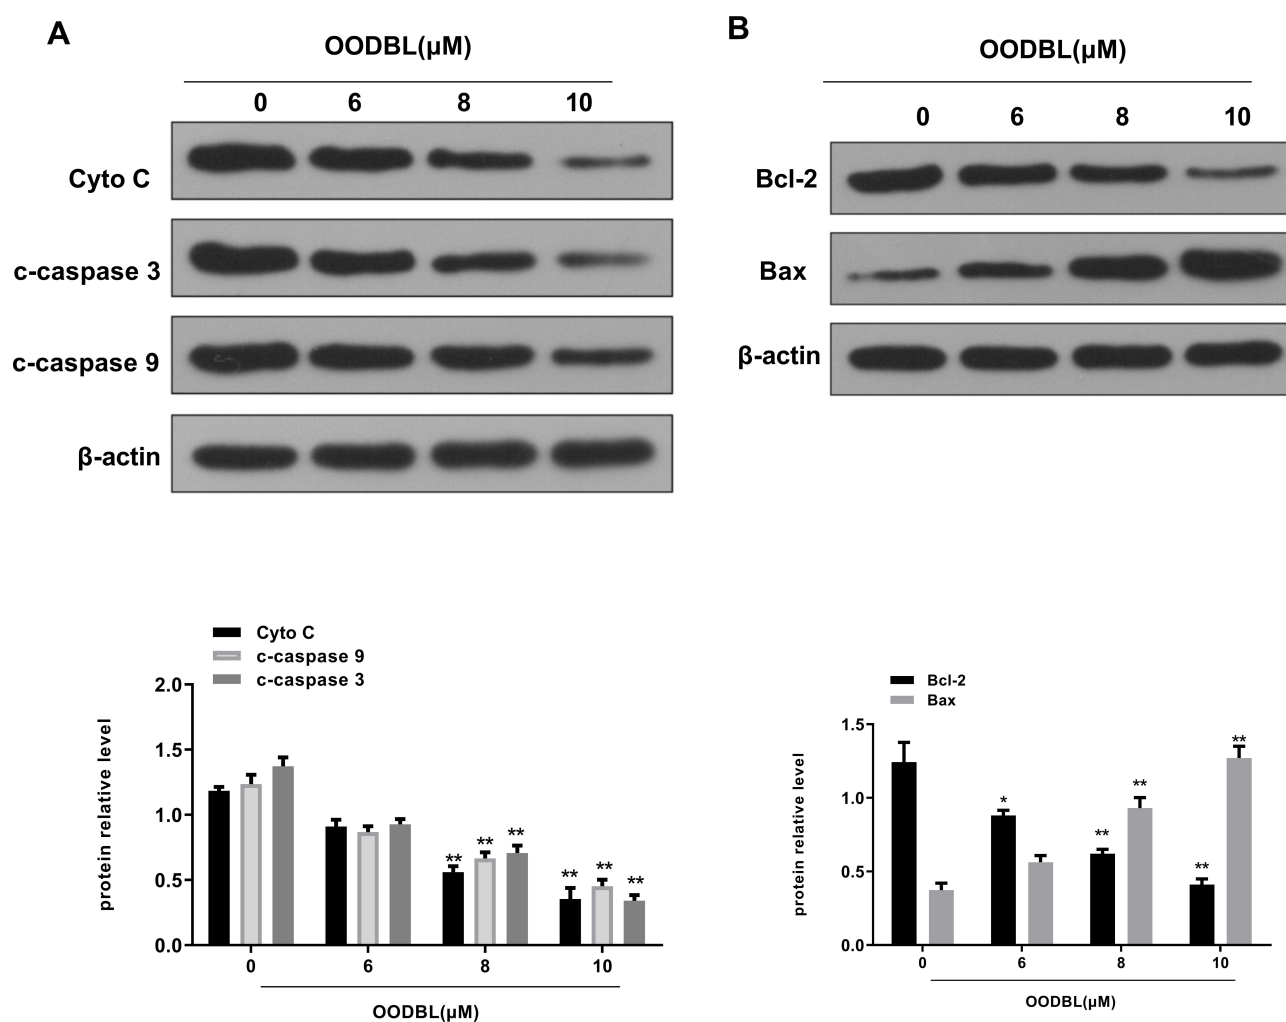 A
OODBL(μM)
0 6 8 10
Cyto C
c-caspase 3
c-caspase 9
β-actin
B
OODBL(μM)
0 6 8 10
Bcl-2
Bax
β-actin
Cyto C
c-caspase 9
c-caspase 3
protein relative level
2.0
1.5
1.0
0.5
0.0
** ** **
** ** **
0 6 8 10
OODBL(μM)
Bcl-2
Bax
protein relative level
1.5
1.0
0.5
0.0
*
** **
** **
0 6 8 10
OODBL(μM)